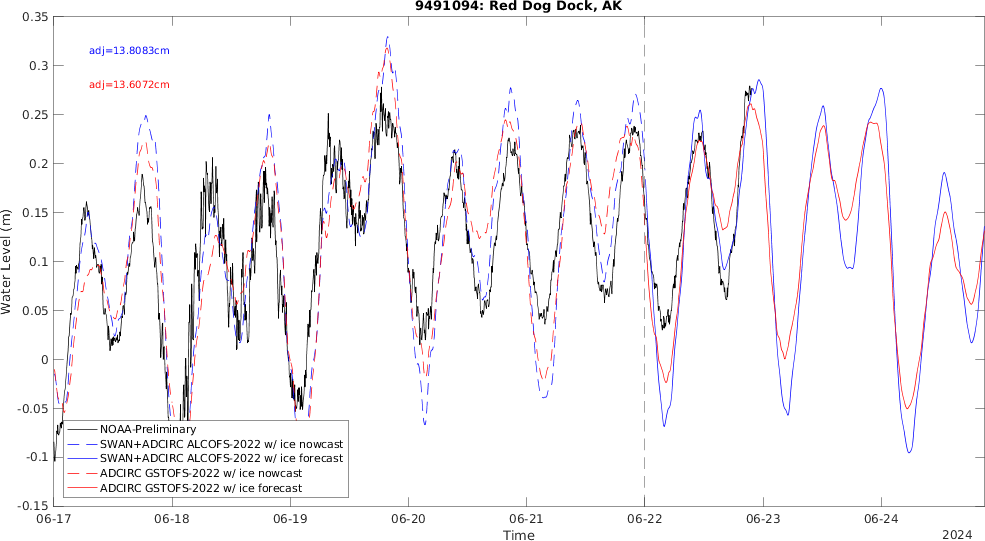 9491094: Red Dog Dock, AK
adj=13.8083cm
adj=13.6072cm
Water Level (m)
0.35
0.3
0.25
0.2
0.15
0.1
0.05
0
-0.05
-0.1
-0.15
NOAA-Preliminary
SWAN+ADCIRC ALCOFS-2022 w/ ice nowcast
SWAN+ADCIRC ALCOFS-2022 w/ ice forecast
ADCIRC GSTOFS-2022 w/ ice nowcast
ADCIRC GSTOFS-2022 w/ ice forecast
06-17 06-18 06-19 06-20 06-21 06-22 06-23 06-24
Time
2024